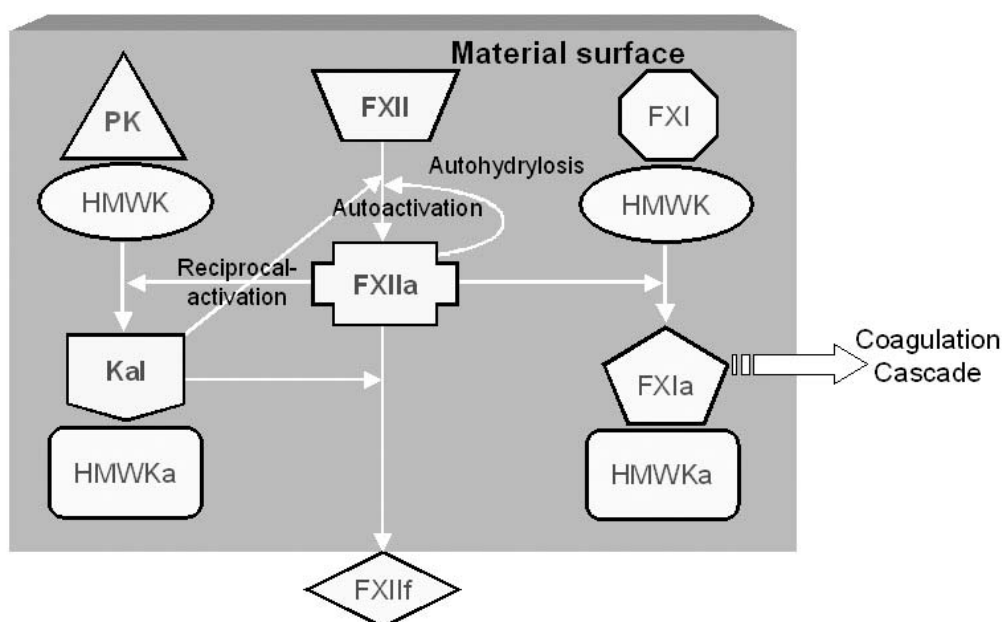 Material surface
PK
FXII
FXI
HMWK
Autohydrylosis
HMWK
Autoactivation
Reciprocal-
activation
FXIIa
Kal
FXIa
Coagulation
Cascade
HMWKa
HMWKa
FXIIf